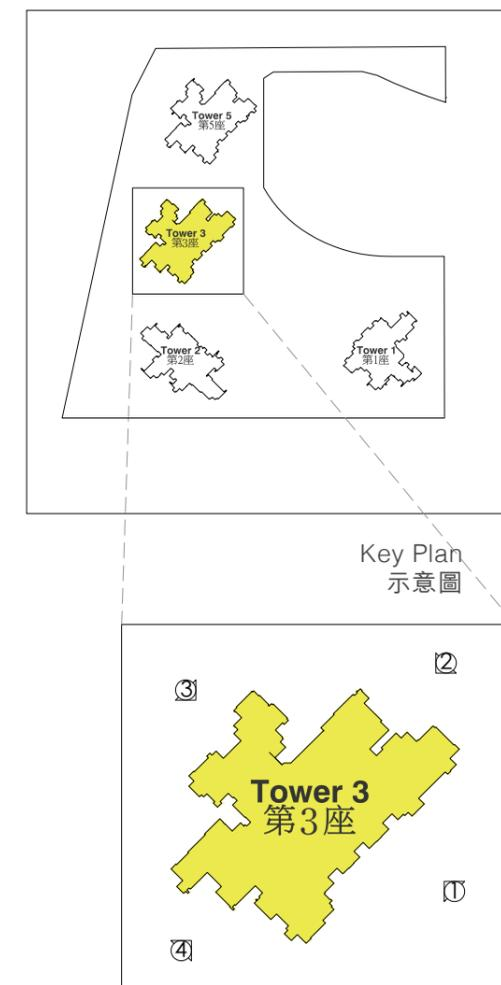 Tower 5
第5座
Tower 3
第3座
Tower 2
第2座
Tower 1
第1座
Key Plan
示意圖
②
③
Tower 3
第3座
①
④